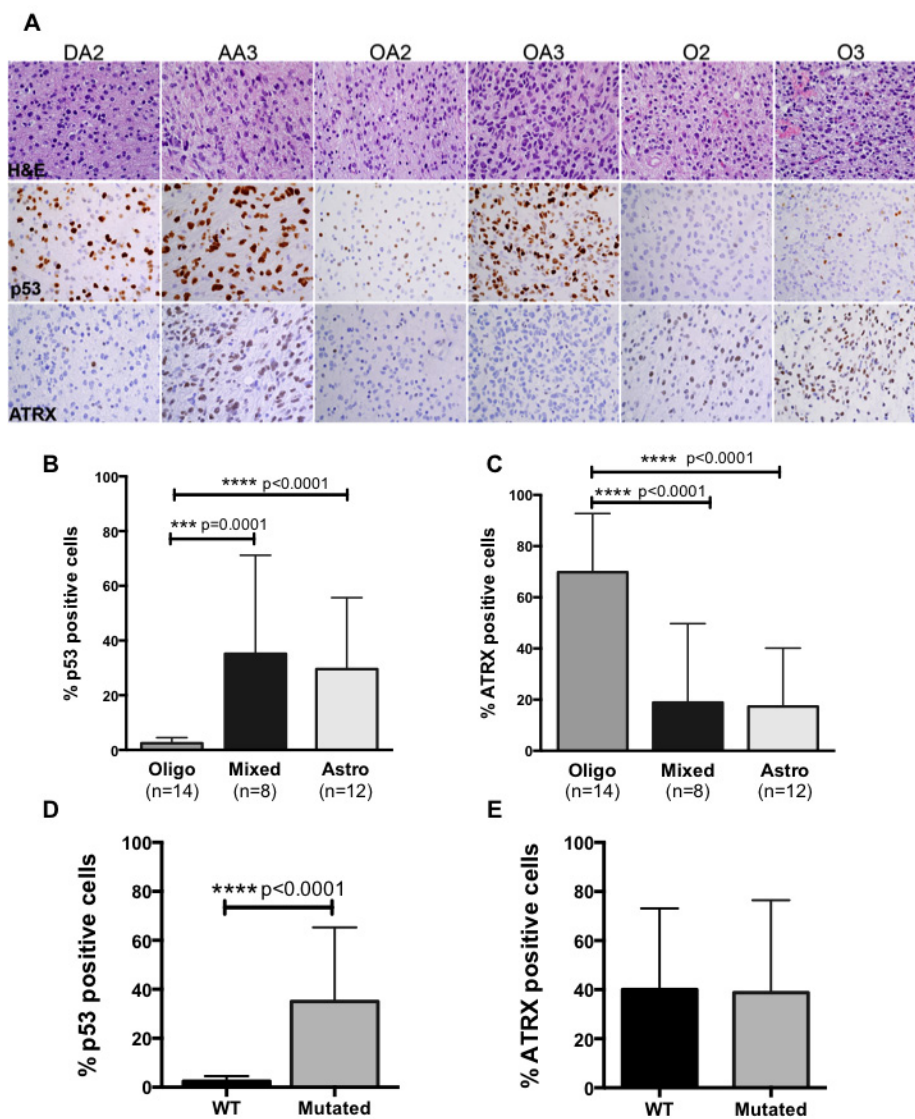 A
DA2 AA3 OA2 OA3 O2 O3
H&E
p53
ATRX
B
% p53 positive cells
100
80
60
40
20
0
**** p<0.0001
*** p=0.0001
Oligo Mixed Astro
(n=14) (n=8) (n=12)
C
% ATRX positive cells
100
80
60
40
20
0
**** p<0.0001
**** p<0.0001
Oligo Mixed Astro
(n=14) (n=8) (n=12)
D
% p53 positive cells
100
80
60
40
20
0
**** p<0.0001
WT Mutated
E
% ATRX positive cells
100
80
60
40
20
0
WT Mutated